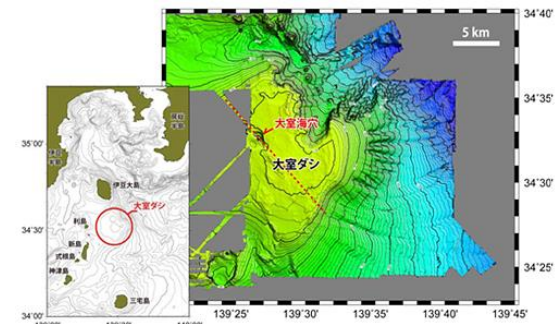 34˚40'
5 km
34˚35'
大室海穴
大室ダシ
34˚30'
34˚25'
139˚25'
139˚30'
139˚35'
139˚40'
139˚45'
35˚00'
伊豆大島
大室ダシ
利島
34˚30'
新島
式根島
神津島
三宅島
34˚00'